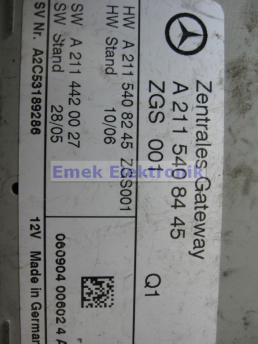 Zentrales Gateway
A 211 540 84 45
ZGS 001
Q1
HW A 211 540 82 45 ZGS001
HW Stand 10/06
SW A 211 442 00 27
SW Stand 28/05
SV Nr. A2C53189286
060904 00602 4 A
12V Made in German
Emek Elektronik